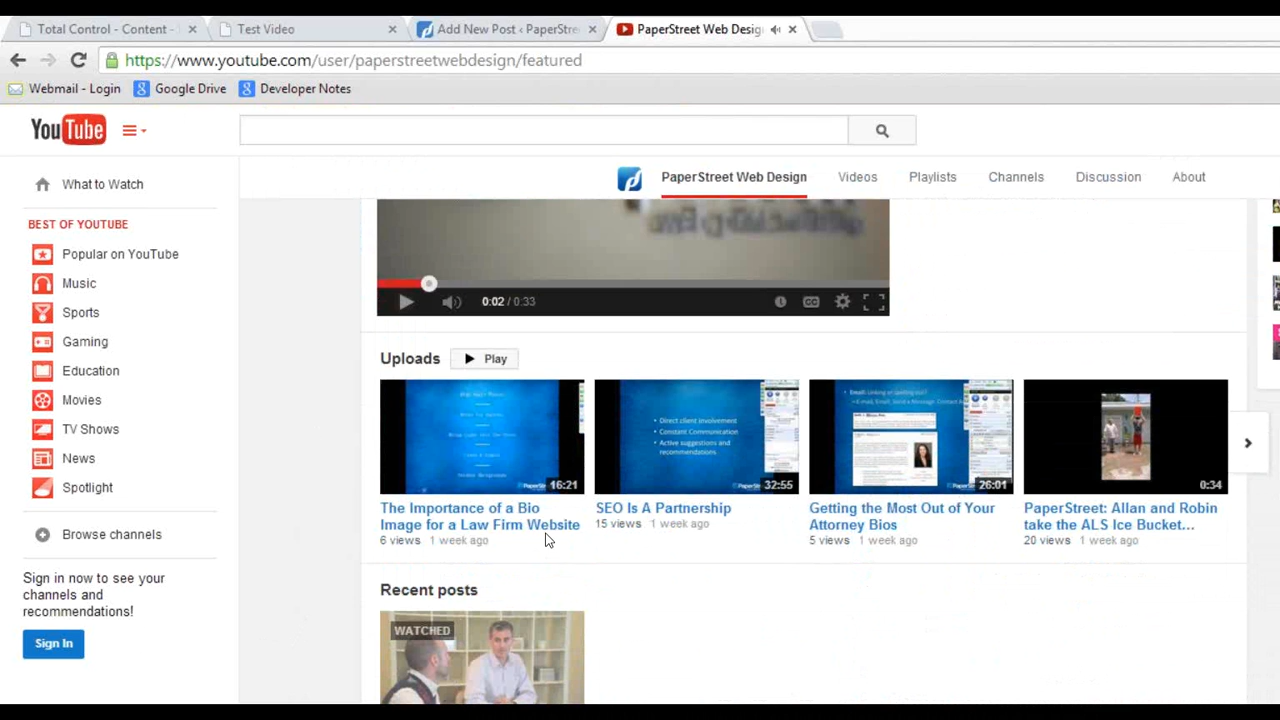 Total Control - Content -
Test Video
Add New Post ‹ PaperStre
PaperStreet Web Desig
https://www.youtube.com/user/paperstreetwebdesign/featured
Webmail - Login
Google Drive
Developer Notes
YouTube
PaperStreet Web Design
Videos
Playlists
Channels
Discussion
About
What to Watch
BEST OF YOUTUBE
Popular on YouTube
Music
Sports
Gaming
Education
Movies
TV Shows
News
Spotlight
Browse channels
Sign in now to see your
channels and
recommendations!
Sign In
0:02 / 0:33
CC
Uploads
Play
16:21
Direct client involvement
Constant Communication
Active suggestions and
recommendations
32:55
26:01
0:34
The Importance of a Bio
Image for a Law Firm Website
6 views 1 week ago
SEO Is A Partnership
15 views 1 week ago
Getting the Most Out of Your
Attorney Bios
5 views 1 week ago
PaperStreet: Allan and Robin
take the ALS Ice Bucket...
20 views 1 week ago
Recent posts
WATCHED